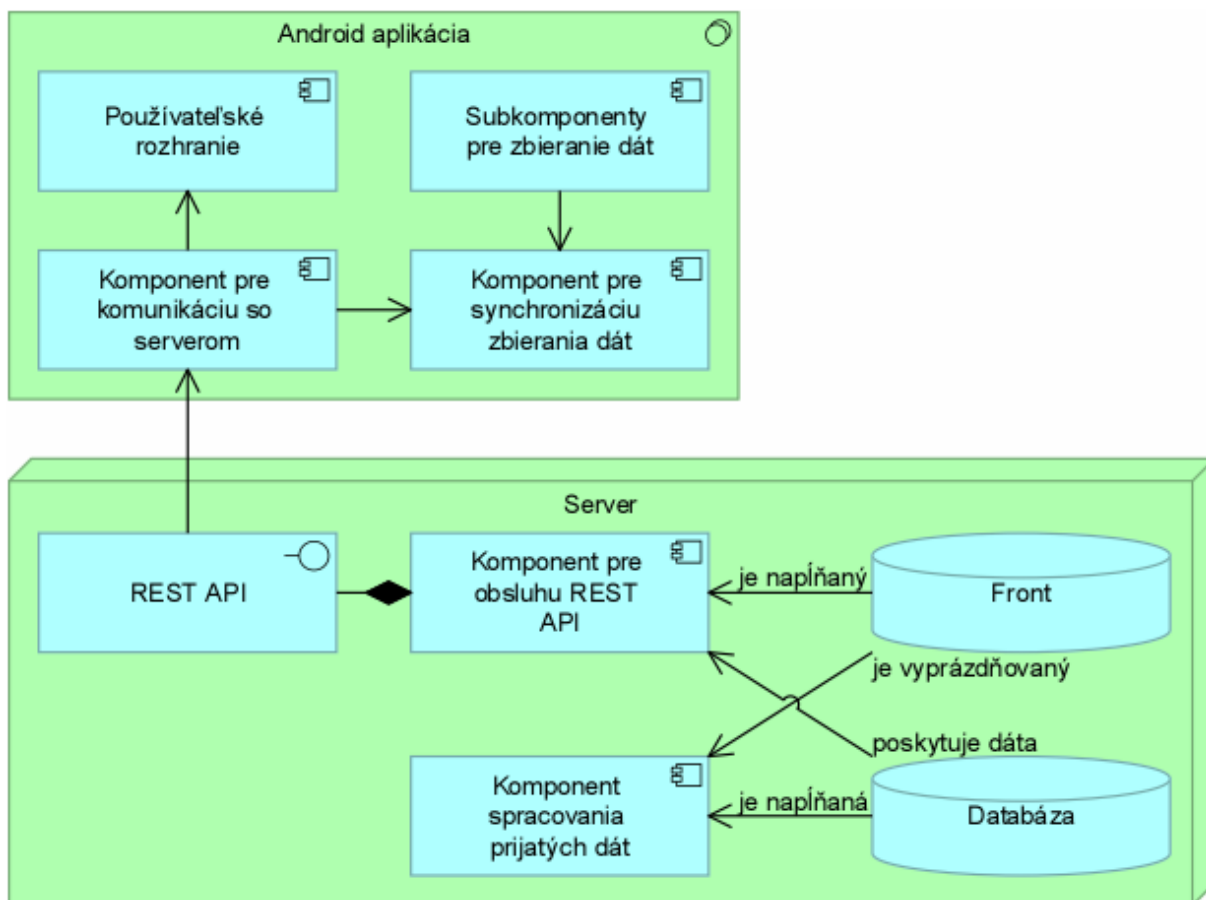 Android aplikácia
Používateľské
rozhranie
Subkomponenty
pre zbieranie dát
Komponent pre
komunikáciu so
serverom
Komponent pre
synchronizáciu
zbierania dát
Server
REST API
Komponent pre
obsluhu REST
API
je napĺňaný
Front
je vyprázdňovaný
poskytuje dáta
Komponent
spracovania
prijatých dát
je napĺňaná
Databáza